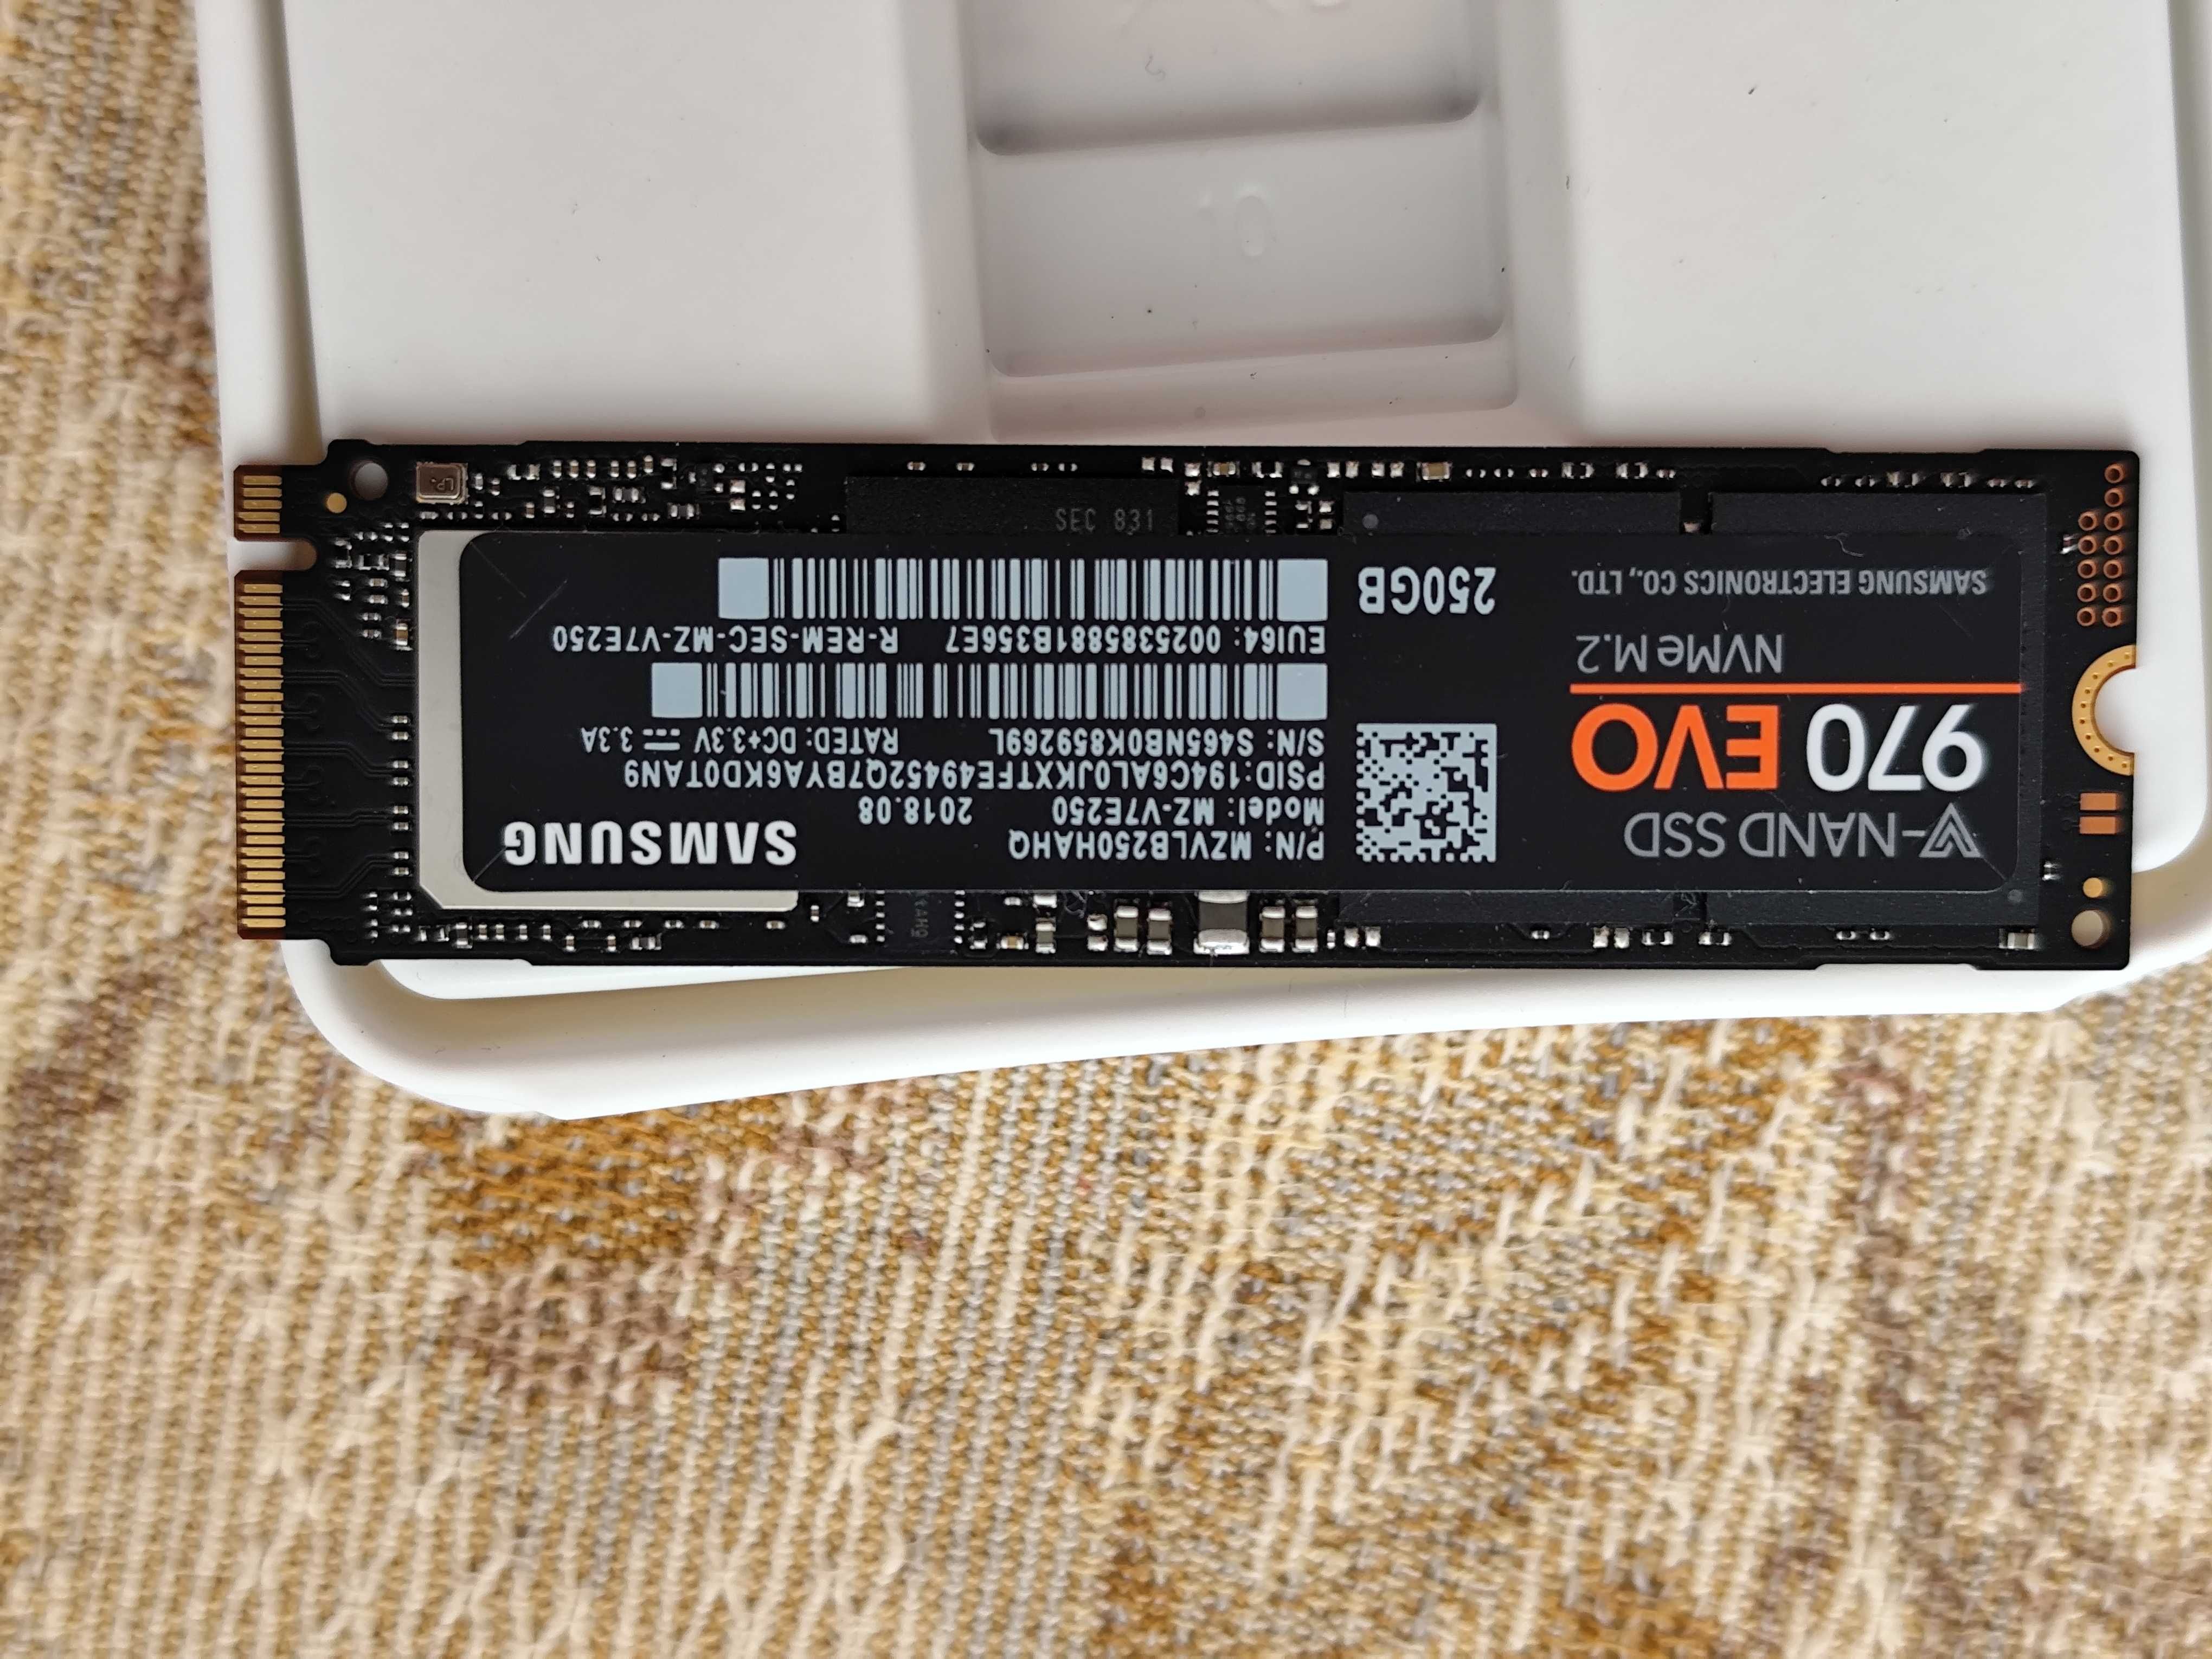 V-NAND SSD
970 EVO
NVMe M.2
SAMSUNG ELECTRONICS CO., LTD.
250GB
P/N: MZVLB250HAHQ
SAMSUNG
Model: MZ-V7E250 2018.08
PSID:194C6AL0JKXTFE49452Q7BYA6KD0TAN9
S/N: S465NB0K859269L RATED: DC+3.3V ⎓ 3.3A
EUI64: 0025385881B356E7 R-REM-SEC-MZ-V7E250
SEC 831
10